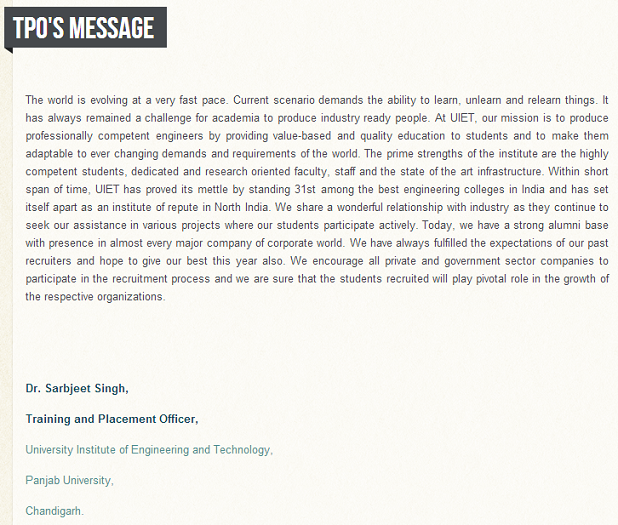 TPO'S MESSAGE
The world is evolving at a very fast pace. Current scenario demands the ability to learn, unlearn and relearn things. It
has always remained a challenge for academia to produce industry ready people. At UIET, our mission is to produce
professionally competent engineers by providing value-based and quality education to students and to make them
adaptable to ever changing demands and requirements of the world. The prime strengths of the institute are the highly
competent students, dedicated and research oriented faculty, staff and the state of the art infrastructure. Within short
span of time, UIET has proved its mettle by standing 31st among the best engineering colleges in India and has set
itself apart as an institute of repute in North India. We share a wonderful relationship with industry as they continue to
seek our assistance in various projects where our students participate actively. Today, we have a strong alumni base
with presence in almost every major company of corporate world. We have always fulfilled the expectations of our past
recruiters and hope to give our best this year also. We encourage all private and government sector companies to
participate in the recruitment process and we are sure that the students recruited will play pivotal role in the growth of
the respective organizations.
Dr. Sarbjeet Singh,
Training and Placement Officer,
University Institute of Engineering and Technology,
Panjab University,
Chandigarh.